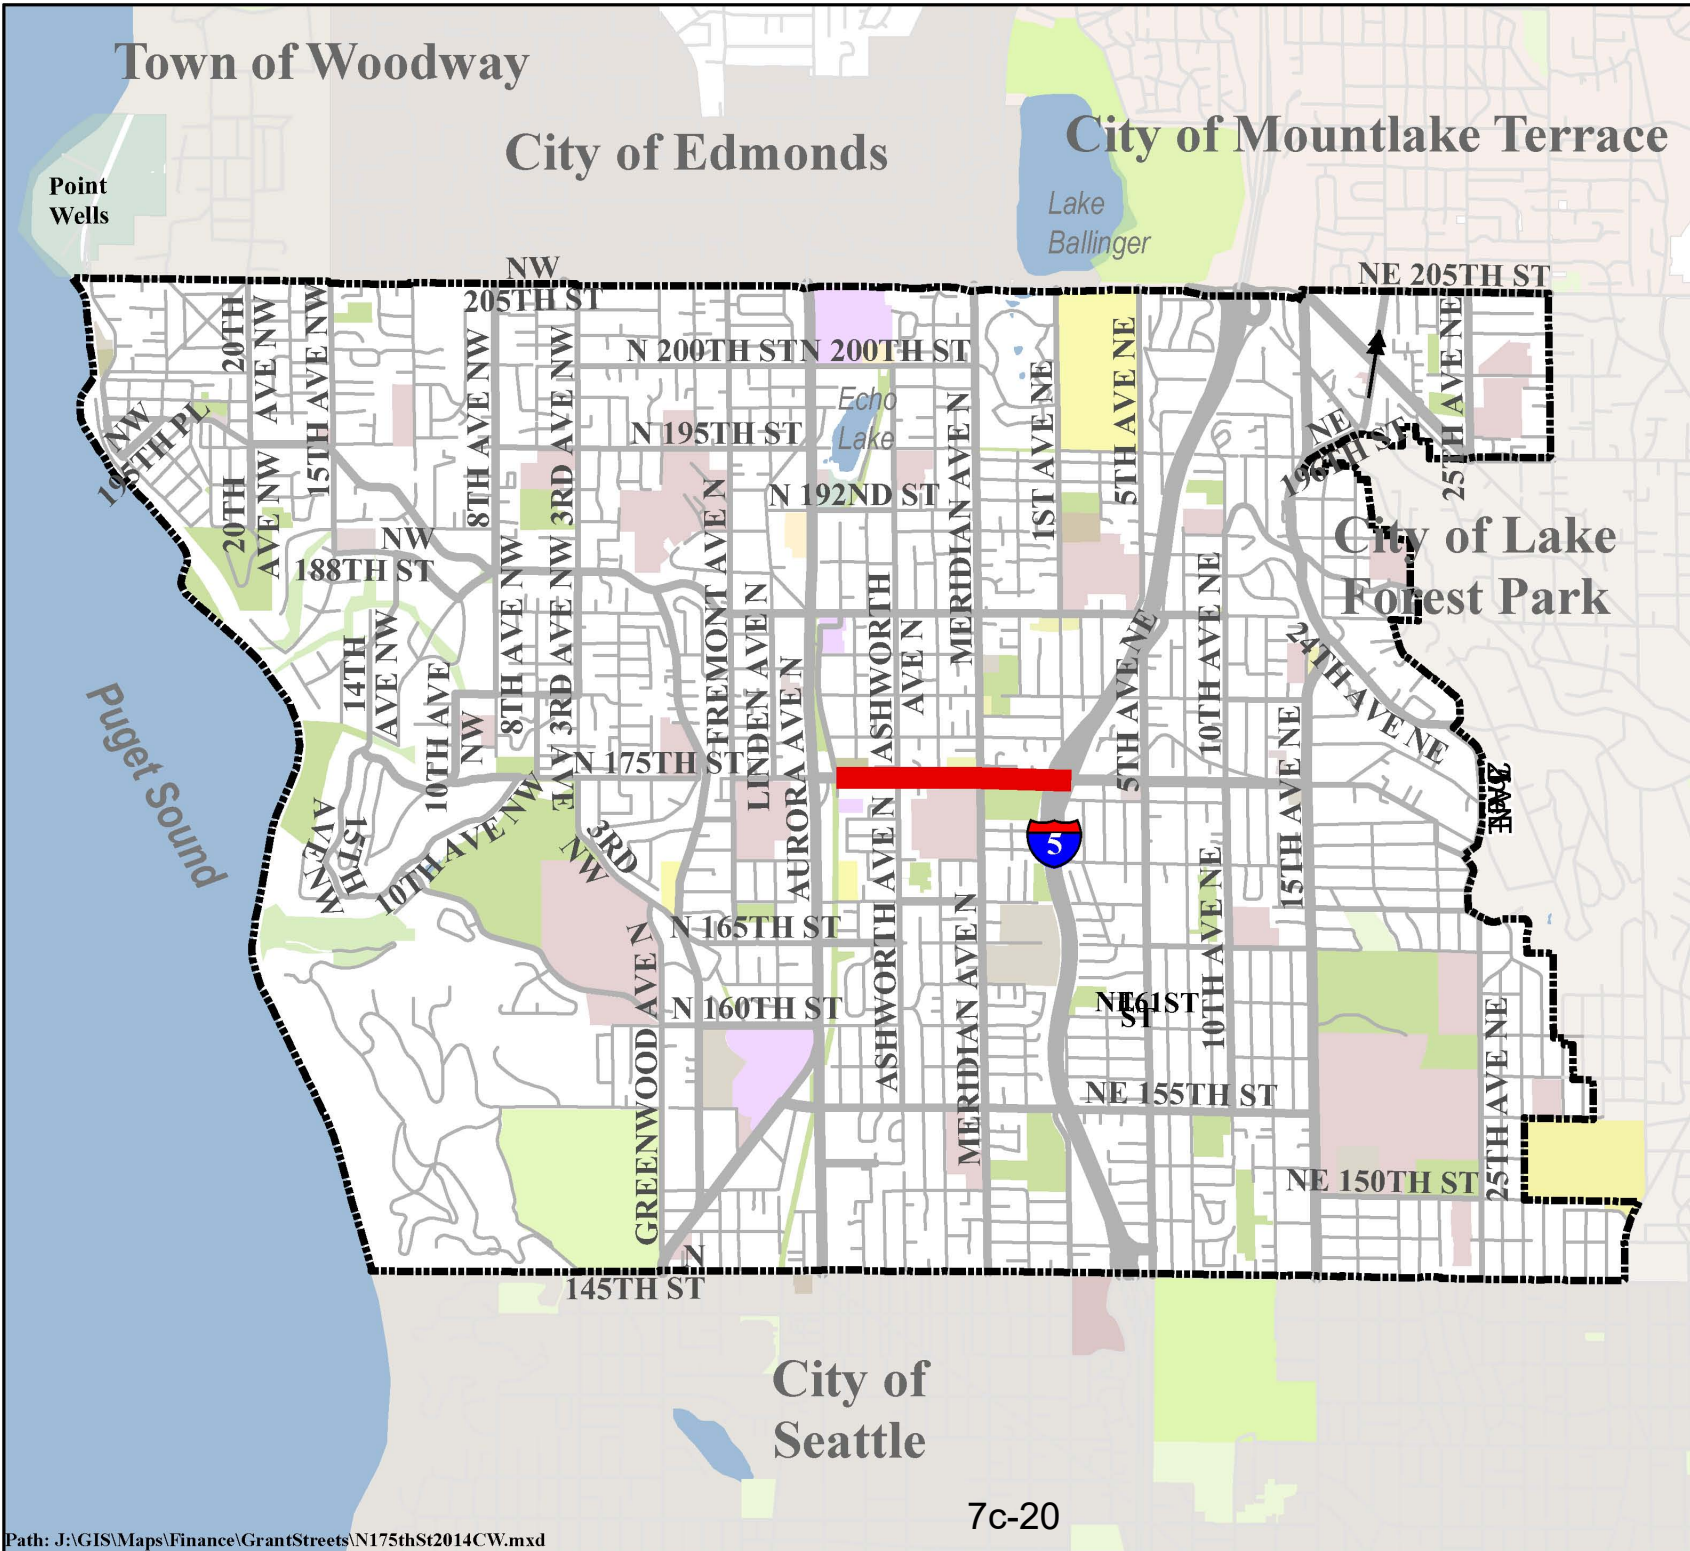 Town of Woodway
City of Edmonds
City of Mountlake Terrace
Point
Wells
Lake
Ballinger
NW
205TH ST
NE 205TH ST
20TH
AVE NW
15TH AVE NW
8TH AVE NW
3RD AVE NW
N 200TH ST
N 200TH ST
Echo
Lake
1ST AVE NE
5TH AVE NE
25TH AVE NE
NW
195TH PL
N 195TH ST
MERIDIAN AVE N
NE
196TH ST
20TH
AVE NW
N 192ND ST
FREMONT AVE N
City of Lake
Forest Park
NW
188TH ST
8TH AVE NW
3RD AVE NW
LINDEN AVE N
ASHWORTH
AVE N
10TH AVE NE
5TH AVE NE
24TH AVE NE
14TH
AVE NW
10TH AVE
NW
AURORA AVE N
15TH AVE NE
Puget Sound
N 175TH ST
3RD
NW
15TH
AVE NW
10TH AVE NW
5
ASHWORTH AVE N
MERIDIAN AVE N
10TH AVE NE
GREENWOOD AVE N
N 165TH ST
N 160TH ST
ST
NE 155TH ST
25TH AVE NE
NE 150TH ST
N
145TH ST
City of
Seattle
7c-20
Path: J:\GIS\Maps\Finance\GrantStreets\N175thSt2014CW.mxd